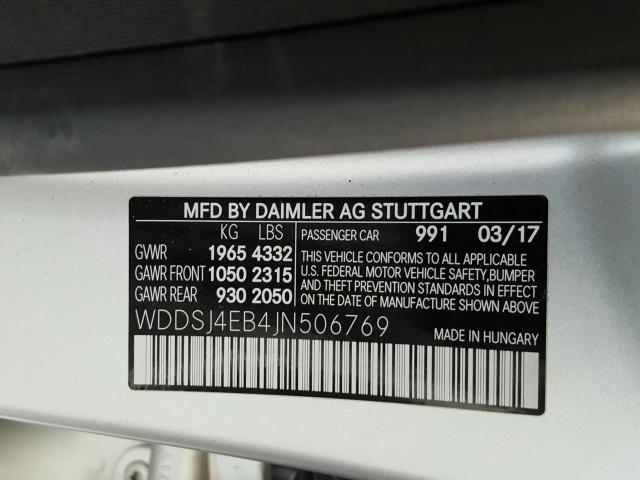 MFD BY DAIMLER AG STUTTGART
KG LBS
GVWR 1965 4332
GAWR FRONT 1050 2315
GAWR REAR 930 2050
PASSENGER CAR 991 03/17
THIS VEHICLE CONFORMS TO ALL APPLICABLE
U.S. FEDERAL MOTOR VEHICLE SAFETY,BUMPER
AND THEFT PREVENTION STANDARDS IN EFFECT
ON THE DATE OF MANUFACTURE SHOWN ABOVE.
WDDSJ4EB4JN506769
MADE IN HUNGARY